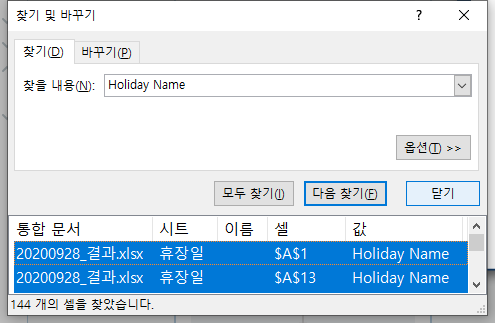 찾기 및 바꾸기 ? ×
찾기(D) 바꾸기(P)
찾을 내용(N): Holiday Name
옵션(T) >>
모두 찾기(I) 다음 찾기(F) 닫기
통합 문서 시트 이름 셀 값
20200928_결과.xlsx 휴장일 $A$1 Holiday Name
20200928_결과.xlsx 휴장일 $A$13 Holiday Name
144 개의 셀을 찾았습니다.